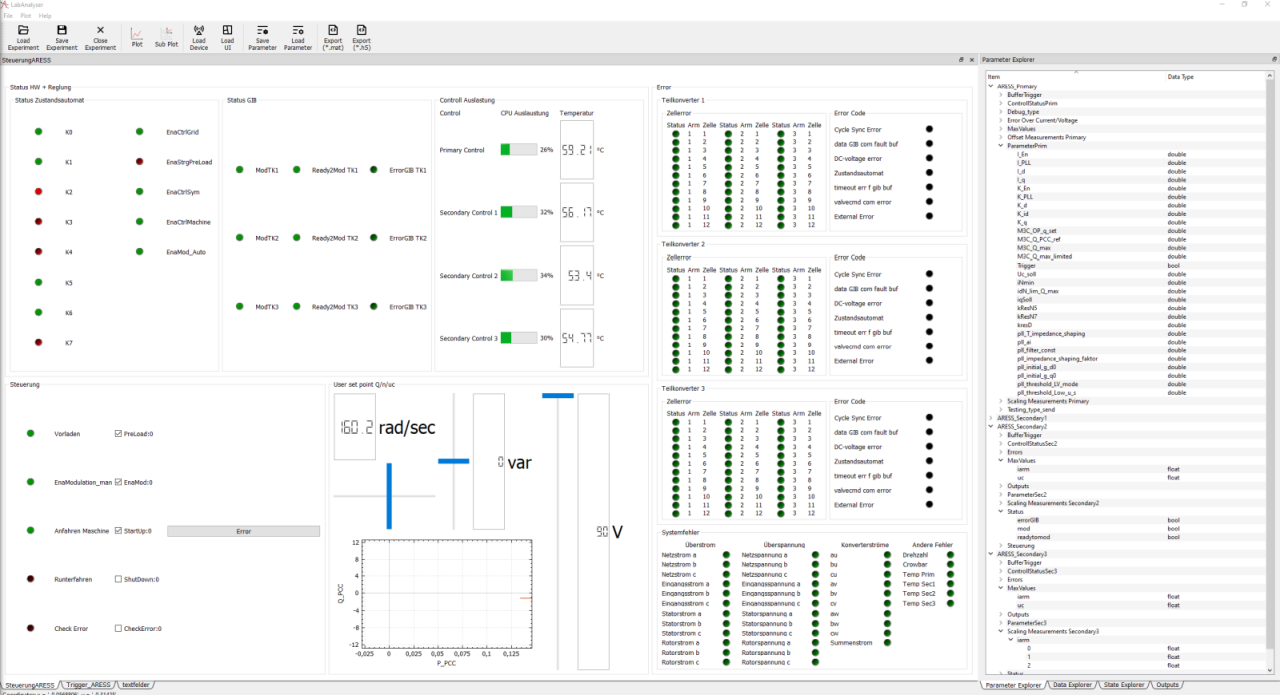 LabAnalyser
File Plot Help
Load Experiment
Save Experiment
Close Experiment
Plot
Sub Plot
Load Device
Load UI
Save Parameter
Load Parameter
Export (*.mat)
Export (*.h5)
SteuerungARESS
Status HW + Reglung
Status Zustandsautomat
K0 EnaCtrlGrid
K1 EnaStrgPreLoad
K2 EnaCtrlSym
K3 EnaCtrlMachine
K4 EnaMod_Auto
K5
K6
K7
Status GIB
ModTK1 Ready2Mod TK1 ErrorGIB TK1
ModTK2 Ready2Mod TK2 ErrorGIB TK2
ModTK3 Ready2Mod TK3 ErrorGIB TK3
Controll Auslastung
Control CPU Auslaustung Temperatur
Primary Control 26% 59.21 °C
Secondary Control 1 32% 56.17 °C
Secondary Control 2 34% 53.4 °C
Secondary Control 3 30% 54.77 °C
Steuerung
Vorladen PreLoad:0
EnaModulation_man EnaMod:0
Anfahren Maschine StartUp:0 Error
Runterfahren ShutDown:0
Check Error CheckError:0
User set point Q/n/uc
160.2 rad/sec
0 var
90 V
Q_PCC
12
8
4
0
-4
-8
-12
-0,025 0 0,025 0,05 0,075 0,1 0,125
P_PCC
Error
Teilkonverter 1
Zellerror
Status Arm Zelle Status Arm Zelle Status Arm Zelle
1 1 2 1 3 1
1 2 2 2 3 2
1 3 2 3 3 3
1 4 2 4 3 4
1 5 2 5 3 5
1 6 2 6 3 6
1 7 2 7 3 7
1 8 2 8 3 8
1 9 2 9 3 9
1 10 2 10 3 10
1 11 2 11 3 11
1 12 2 12 3 12
Error Code
Cycle Sync Error
data GIB com fault buf
DC-voltage error
Zustandsautomat
timeout err f gib buf
valvecmd com error
External Error
Teilkonverter 2
Zellerror
Status Arm Zelle Status Arm Zelle Status Arm Zelle
1 1 2 1 3 1
1 2 2 2 3 2
1 3 2 3 3 3
1 4 2 4 3 4
1 5 2 5 3 5
1 6 2 6 3 6
1 7 2 7 3 7
1 8 2 8 3 8
1 9 2 9 3 9
1 10 2 10 3 10
1 11 2 11 3 11
1 12 2 12 3 12
Error Code
Cycle Sync Error
data GIB com fault buf
DC-voltage error
Zustandsautomat
timeout err f gib buf
valvecmd com error
External Error
Teilkonverter 3
Zellerror
Status Arm Zelle Status Arm Zelle Status Arm Zelle
1 1 2 1 3 1
1 2 2 2 3 2
1 3 2 3 3 3
1 4 2 4 3 4
1 5 2 5 3 5
1 6 2 6 3 6
1 7 2 7 3 7
1 8 2 8 3 8
1 9 2 9 3 9
1 10 2 10 3 10
1 11 2 11 3 11
1 12 2 12 3 12
Error Code
Cycle Sync Error
data GIB com fault buf
DC-voltage error
Zustandsautomat
timeout err f gib buf
valvecmd com error
External Error
Systemfehler
Überstrom Überspannung Konverterströme Andere Fehler
Netzstrom a Netzspannung a au Drehzahl
Netzstrom b Netzspannung b bu Crowbar
Netzstrom c Netzspannung c cu Temp Prim
Eingangsstrom a Eingangsspannung a av Temp Sec1
Eingangsstrom b Eingangsspannung b bv Temp Sec2
Eingangsstrom c Eingangsspannung c cv Temp Sec3
Statorstrom a Statorspannung a aw
Statorstrom b Statorspannung b bw
Statorstrom c Statorspannung c cw
Rotorstrom a Rotorspannung a Summenstrom
Rotorstrom b Rotorspannung b
Rotorstrom c Rotorspannung c
Parameter Explorer
Item Data Type
ARESS_Primary
BufferTrigger
ControllStatusPrim
Debug_type
Error Over Current/Voltage
MaxValues
Offset Measurements Primary
ParameterPrim
I_En double
I_PLL double
I_d double
I_q double
K_En double
K_PLL double
K_d double
K_id double
K_q double
M3C_OP_q_set double
M3C_Q_PCC_ref double
M3C_Q_max double
M3C_Q_max_limited double
Trigger bool
Uc_soll double
iNmin double
idN_lim_Q_max double
iqSoll double
kResN5 double
kResN7 double
kresD double
pll_T_impedance_shaping double
pll_ai double
pll_filter_const double
pll_impedance_shaping_faktor double
pll_initial_g_d0 double
pll_initial_g_q0 double
pll_threshold_LV_mode double
pll_threshold_Low_u_s double
Scaling Measurements Primary
Testing_type_send
ARESS_Secondary1
ARESS_Secondary2
BufferTrigger
ControllStatusSec2
Errors
MaxValues
iarm float
uc float
Outputs
ParameterSec2
Scaling Measurements Secondary2
Status
errorGIB bool
mod bool
readytomod bool
Steuerung
ARESS_Secondary3
BufferTrigger
ControllStatusSec3
Errors
MaxValues
iarm float
uc float
Outputs
ParameterSec3
Scaling Measurements Secondary3
iarm
0 float
1 float
2 float
Status
SteuerungARESS Trigger_ARESS testfelder
Parameter Explorer Data Explorer State Explorer Outputs